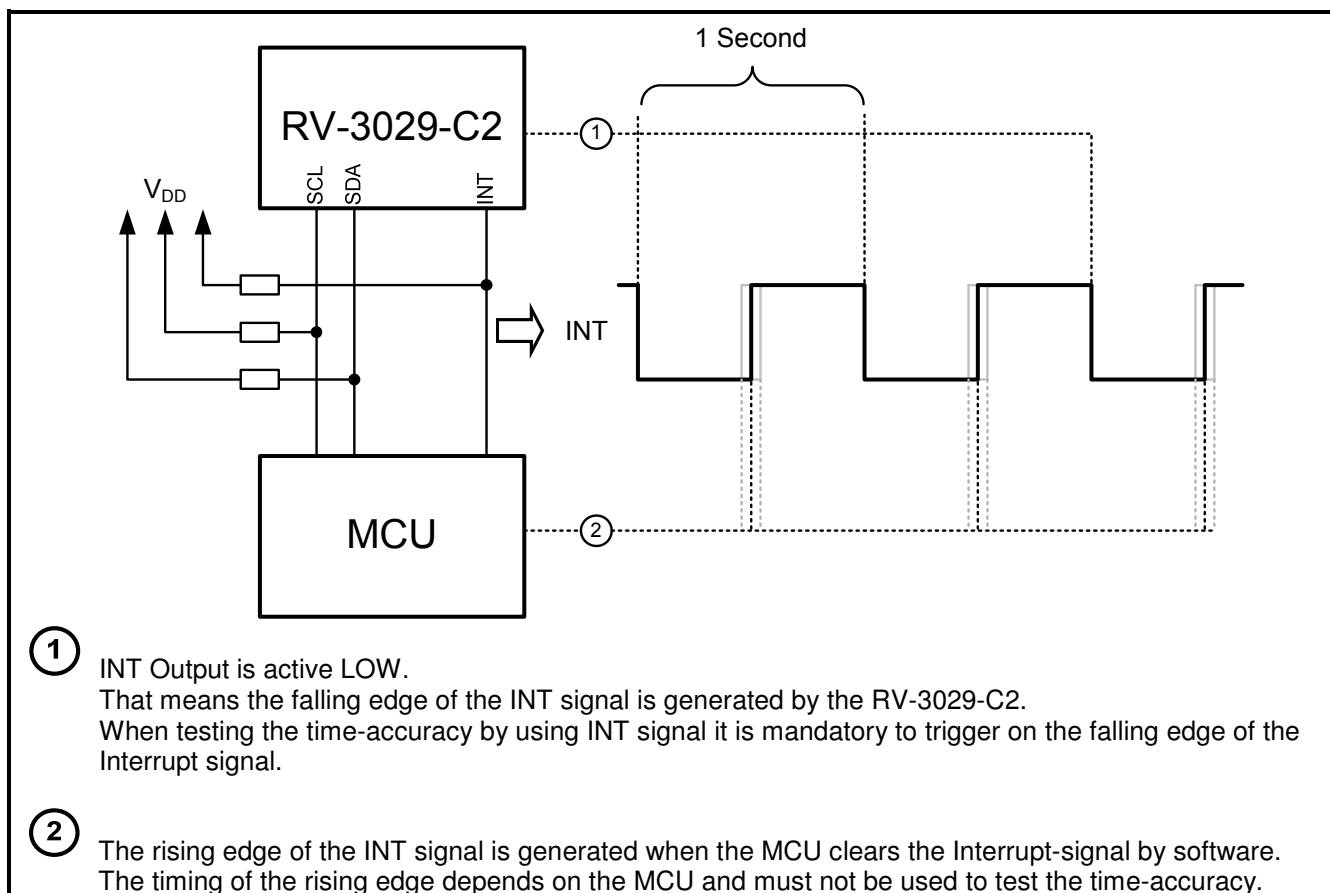 1 Second
RV-3029-C2
1
SCL
SDA
INT
VDD
INT
MCU
2
1
INT Output is active LOW.
That means the falling edge of the INT signal is generated by the RV-3029-C2.
When testing the time-accuracy by using INT signal it is mandatory to trigger on the falling edge of the
Interrupt signal.
2
The rising edge of the INT signal is generated when the MCU clears the Interrupt-signal by software.
The timing of the rising edge depends on the MCU and must not be used to test the time-accuracy.